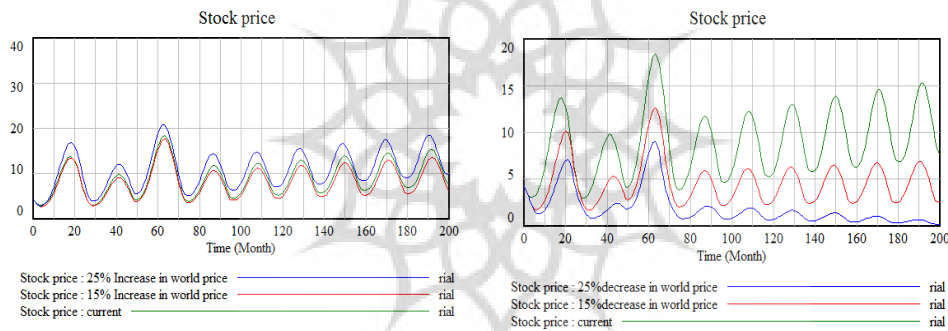 Stock price
40
30
20
10
0
0 20 40 60 80 100 120 140 160 180 200
Time (Month)
Stock price : 25% Increase in world price rial
Stock price : 15% Increase in world price rial
Stock price : current rial
Stock price
20
15
10
5
0
0 20 40 60 80 100 120 140 160 180 200
Time (Month)
Stock price : 25%decrease in world price rial
Stock price : 15%decrease in world price rial
Stock price : current rial